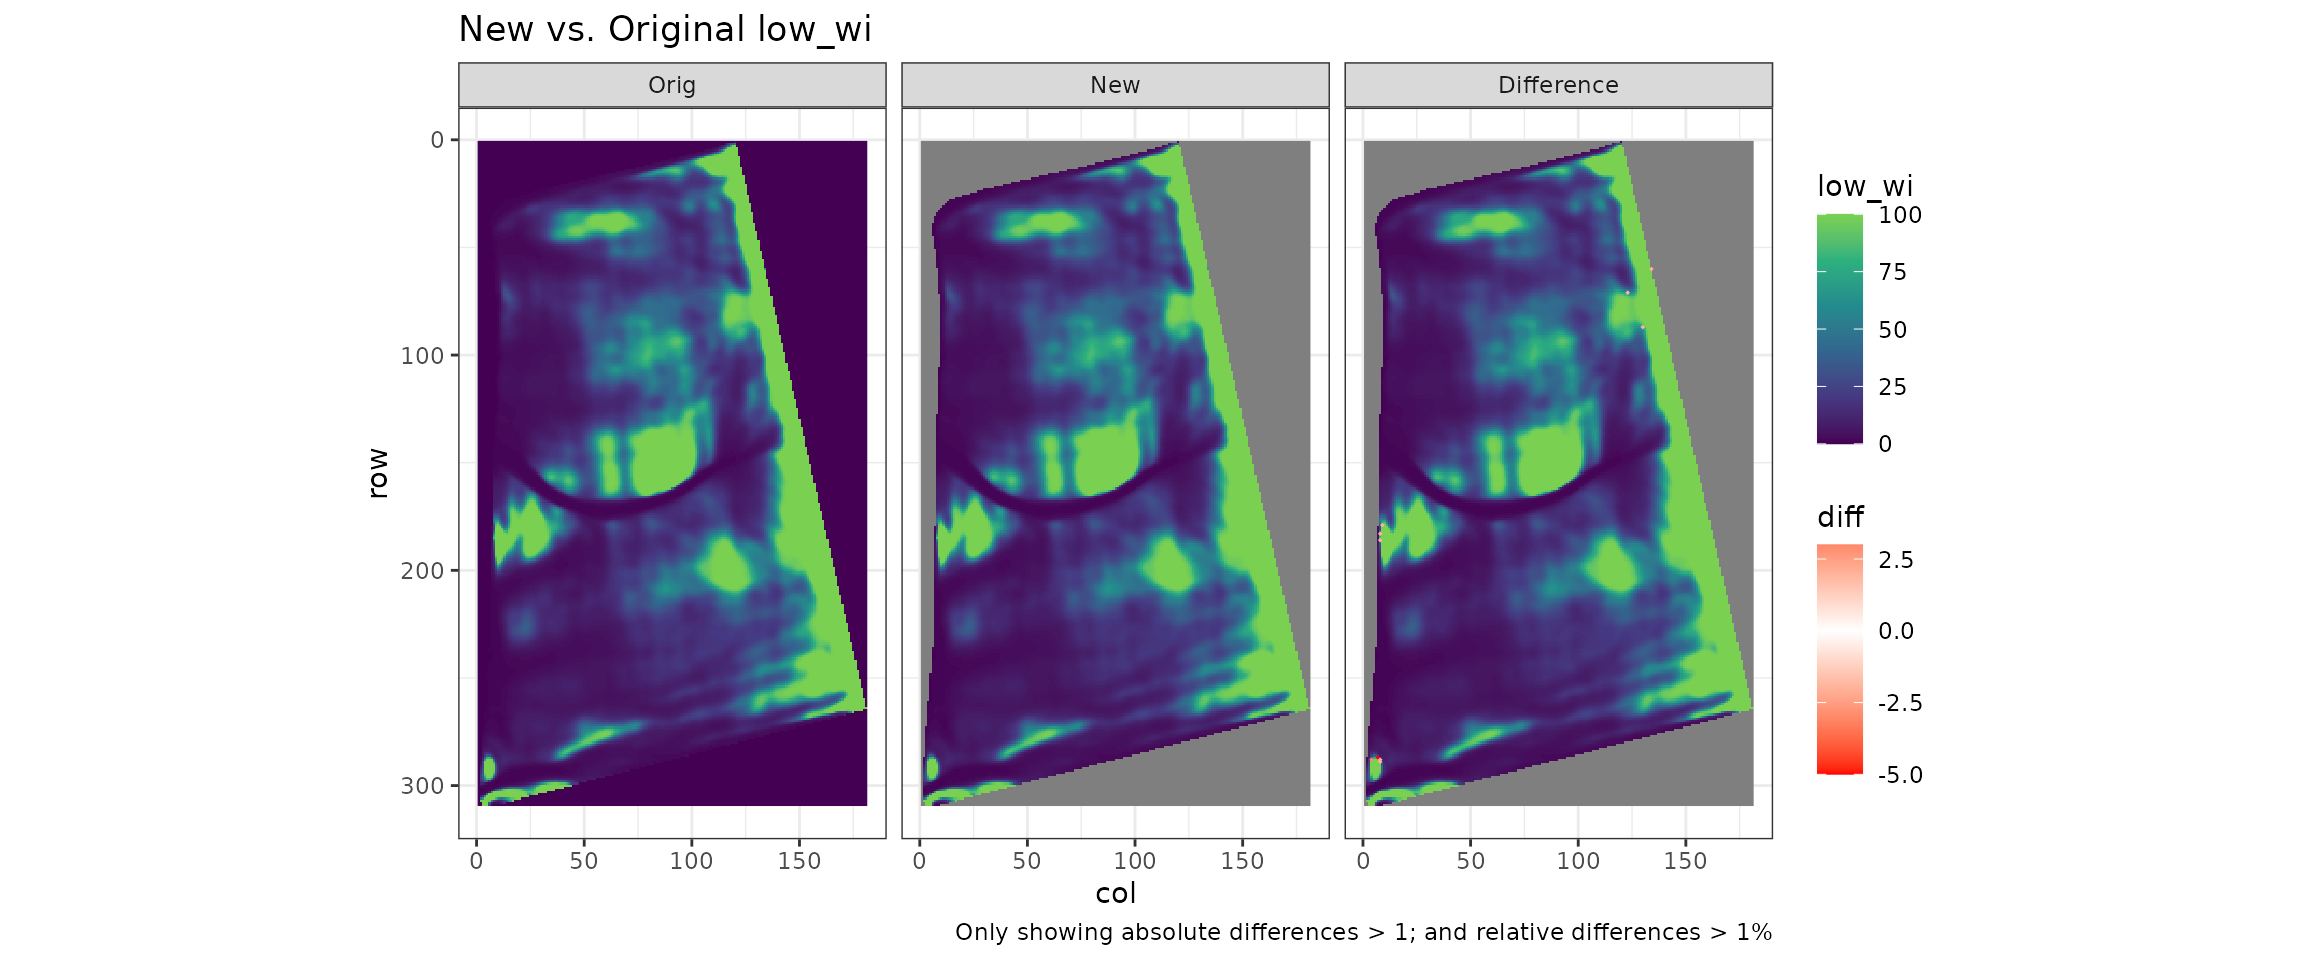 New vs. Original low_wi
Orig
New
Difference
0
100
200
300
row
0
50
100
150
0
50
100
150
0
50
100
150
col
low_wi
100
75
50
25
0
diff
2.5
0.0
-2.5
-5.0
Only showing absolute differences > 1; and relative differences > 1%